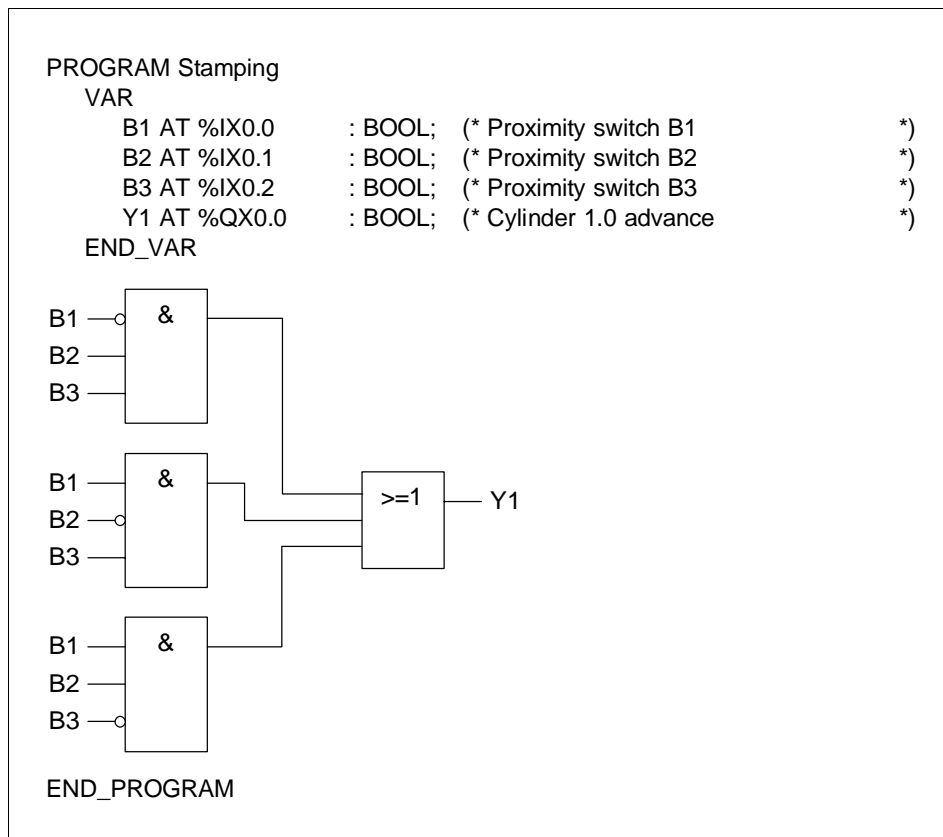 PROGRAM Stamping
VAR
B1 AT %IX0.0 : BOOL; (* Proximity switch B1 *)
B2 AT %IX0.1 : BOOL; (* Proximity switch B2 *)
B3 AT %IX0.2 : BOOL; (* Proximity switch B3 *)
Y1 AT %QX0.0 : BOOL; (* Cylinder 1.0 advance *)
END_VAR
B1 &
B2
B3
B1 &
B2
B3
>=1 Y1
B1 &
B2
B3
END_PROGRAM